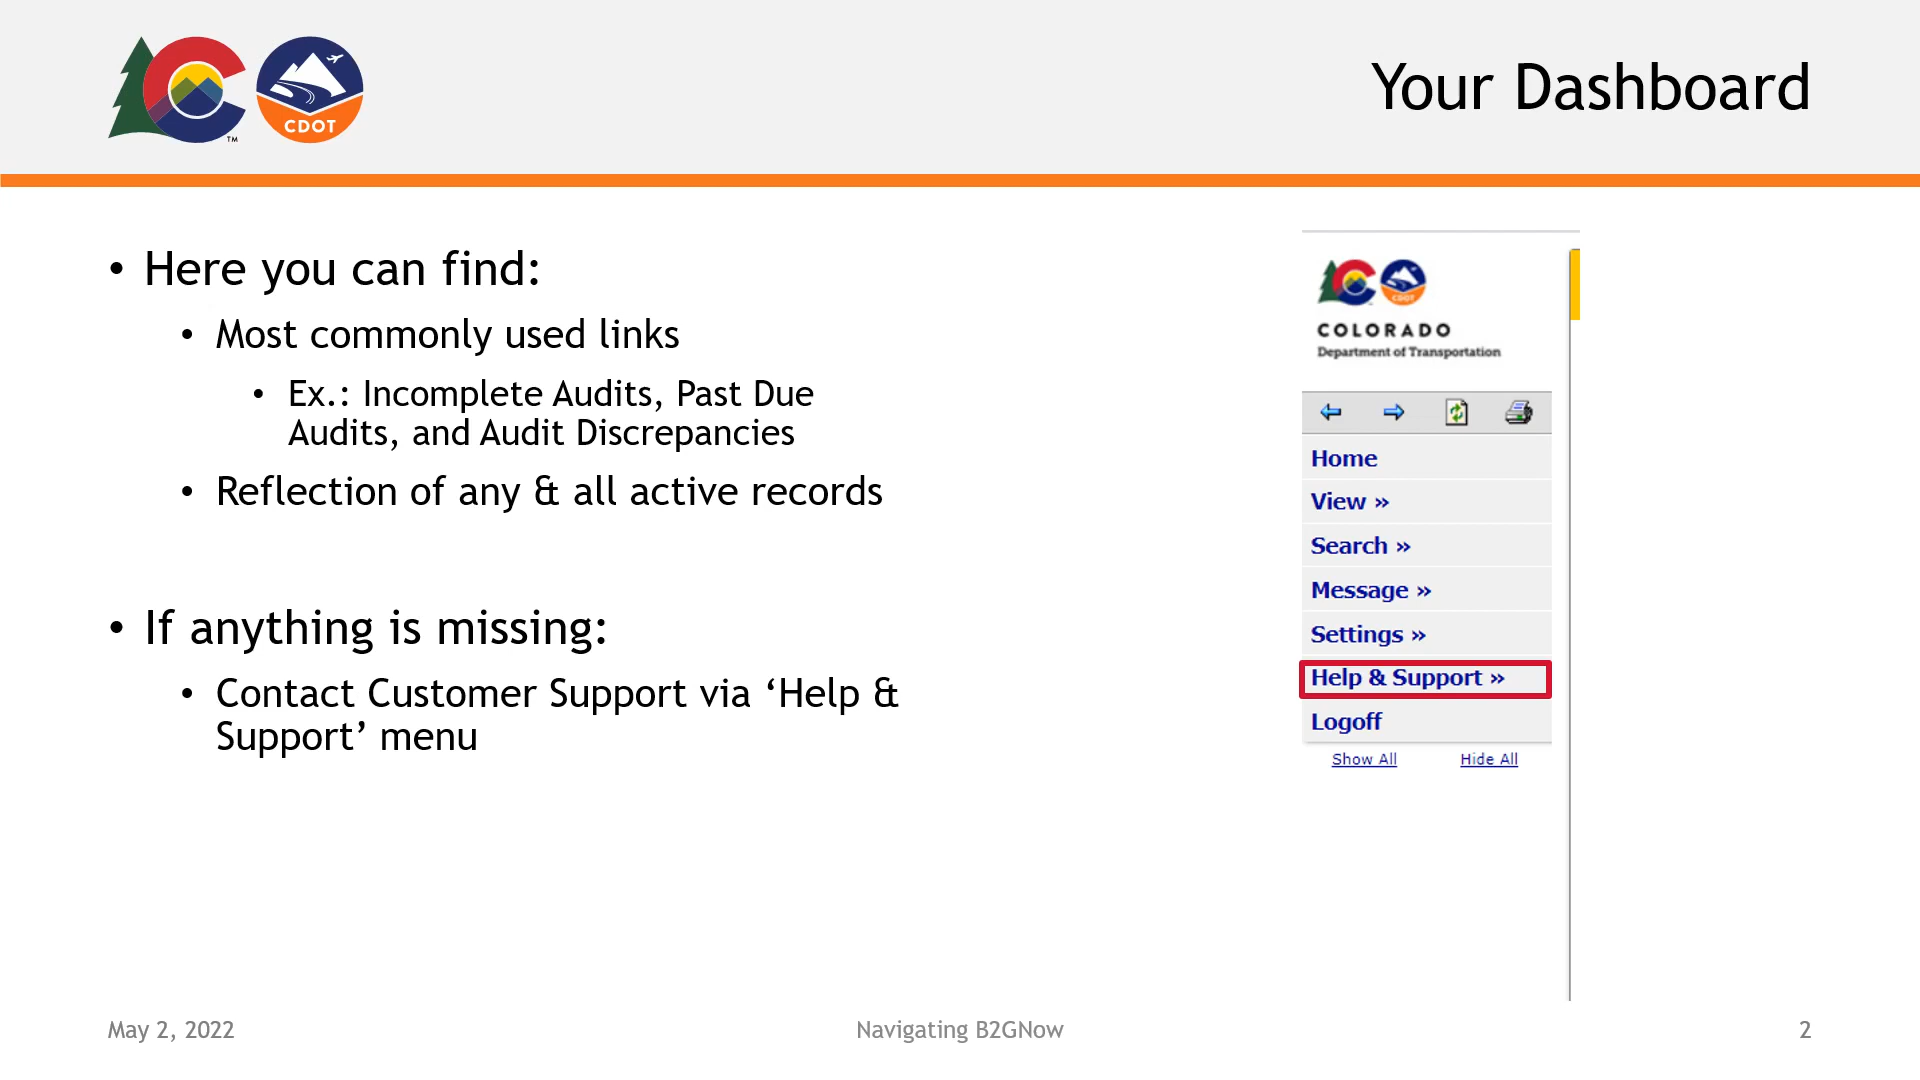 TM
CDOT
Your Dashboard
• Here you can find:
• Most commonly used links
• Ex.: Incomplete Audits, Past Due
Audits, and Audit Discrepancies
• Reflection of any & all active records
• If anything is missing:
• Contact Customer Support via ‘Help &
Support’ menu
CDOT
COLORADO
Department of Transportation
Home
View »
Search »
Message »
Settings »
Help & Support »
Logoff
Show All Hide All
May 2, 2022
Navigating B2GNow
2